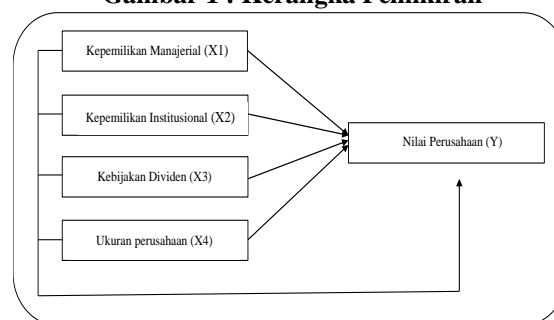 Gambar 1 : Kerangka Pemikiran
Kepemilikan Manajerial (X1)
Kepemilikan Institusional (X2)
Nilai Perusahaan (Y)
Kebijakan Dividen (X3)
Ukuran perusahaan (X4)